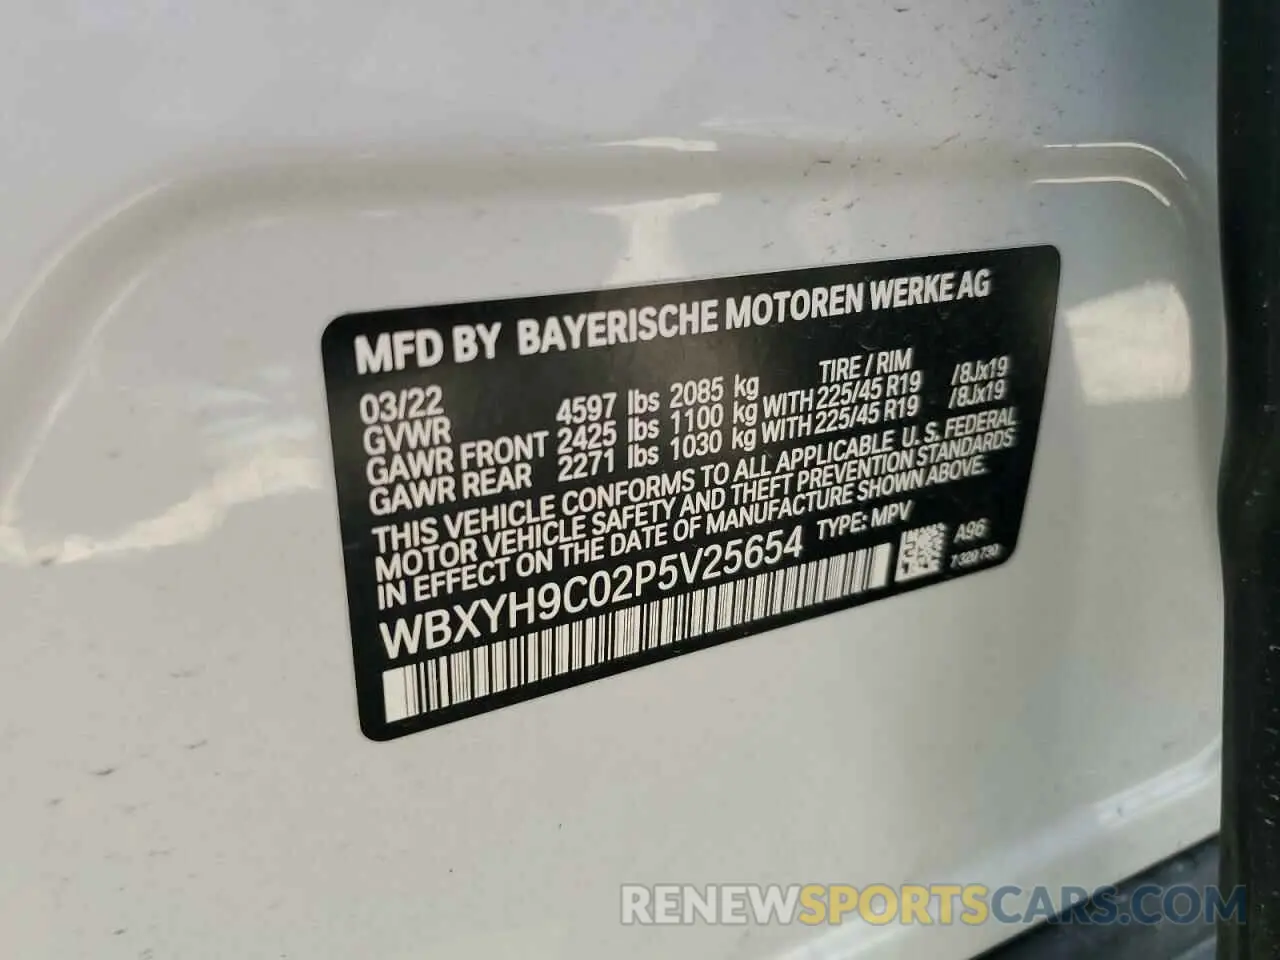 MFD BY BAYERISCHE MOTOREN WERKE AG
03/22 TIRE / RIM
GVWR 4597 lbs 2085 kg
GAWR FRONT 2425 lbs 1100 kg WITH 225/45 R19 /8Jx19
GAWR REAR 2271 lbs 1030 kg WITH 225/45 R19 /8Jx19
THIS VEHICLE CONFORMS TO ALL APPLICABLE U.S. FEDERAL
MOTOR VEHICLE SAFETY AND THEFT PREVENTION STANDARDS
IN EFFECT ON THE DATE OF MANUFACTURE SHOWN ABOVE.
WBXYH9C02P5V25654 TYPE: MPV
A96
7 320 730
RENEWSPORTSCARS.COM